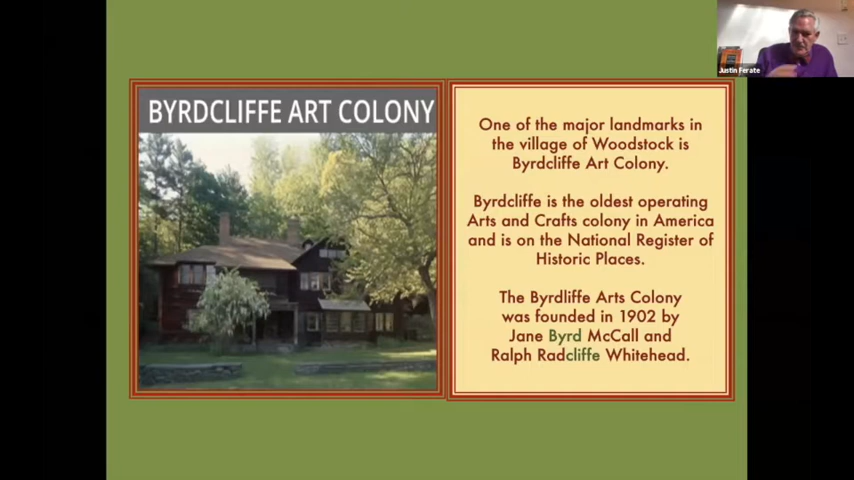 Justin Ferate
BYRDCLIFFE ART COLONY
One of the major landmarks in
the village of Woodstock is
Byrdcliffe Art Colony.
Byrdcliffe is the oldest operating
Arts and Crafts colony in America
and is on the National Register of
Historic Places.
The Byrdliffe Arts Colony
was founded in 1902 by
Jane Byrd McCall and
Ralph Radcliffe Whitehead.